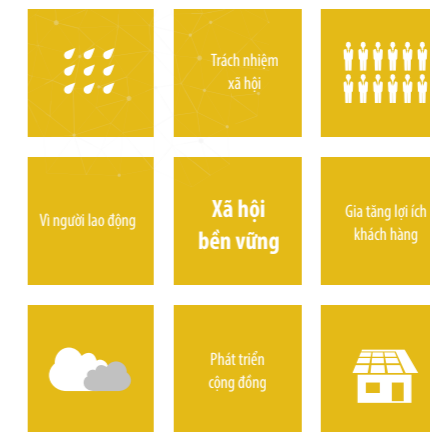 Trách nhiệm
xã hội
Vì người lao động
Xã hội
bền vững
Gia tăng lợi ích
khách hàng
Phát triển
cộng đồng